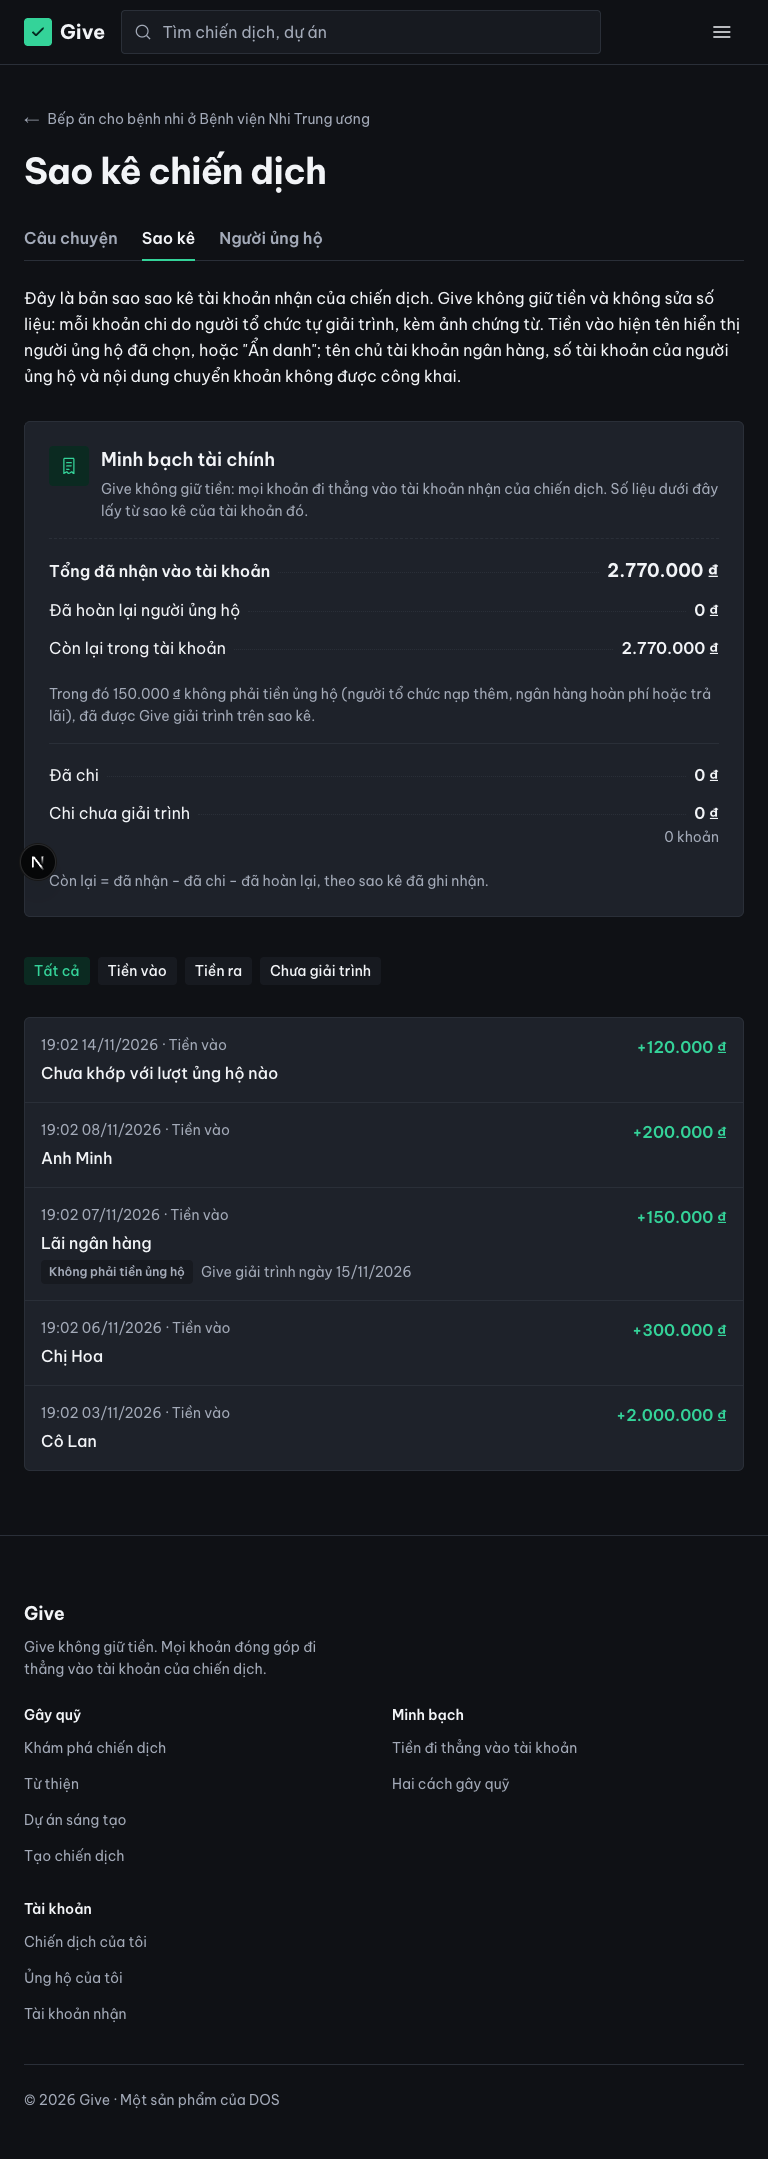 Give
Tìm chiến dịch, dự án
← Bếp ăn cho bệnh nhi ở Bệnh viện Nhi Trung ương
Sao kê chiến dịch
Câu chuyện Sao kê Người ủng hộ
Đây là bản sao sao kê tài khoản nhận của chiến dịch. Give không giữ tiền và không sửa số
liệu: mỗi khoản chi do người tổ chức tự giải trình, kèm ảnh chứng từ. Tiền vào hiện tên hiển thị
người ủng hộ đã chọn, hoặc "Ẩn danh"; tên chủ tài khoản ngân hàng, số tài khoản của người
ủng hộ và nội dung chuyển khoản không được công khai.
Minh bạch tài chính
Give không giữ tiền: mọi khoản đi thẳng vào tài khoản nhận của chiến dịch. Số liệu dưới đây
lấy từ sao kê của tài khoản đó.
Tổng đã nhận vào tài khoản 2.770.000 ₫
Đã hoàn lại người ủng hộ 0 ₫
Còn lại trong tài khoản 2.770.000 ₫
Trong đó 150.000 ₫ không phải tiền ủng hộ (người tổ chức nạp thêm, ngân hàng hoàn phí hoặc trả
lãi), đã được Give giải trình trên sao kê.
Đã chi 0 ₫
Chi chưa giải trình 0 ₫
0 khoản
N
Còn lại = đã nhận − đã chi − đã hoàn lại, theo sao kê đã ghi nhận.
Tất cả Tiền vào Tiền ra Chưa giải trình
19:02 14/11/2026 · Tiền vào +120.000 ₫
Chưa khớp với lượt ủng hộ nào
19:02 08/11/2026 · Tiền vào +200.000 ₫
Anh Minh
19:02 07/11/2026 · Tiền vào +150.000 ₫
Lãi ngân hàng
Không phải tiền ủng hộ Give giải trình ngày 15/11/2026
19:02 06/11/2026 · Tiền vào +300.000 ₫
Chị Hoa
19:02 03/11/2026 · Tiền vào +2.000.000 ₫
Cô Lan
Give
Give không giữ tiền. Mọi khoản đóng góp đi
thẳng vào tài khoản của chiến dịch.
Gây quỹ
Khám phá chiến dịch
Từ thiện
Dự án sáng tạo
Tạo chiến dịch
Minh bạch
Tiền đi thẳng vào tài khoản
Hai cách gây quỹ
Tài khoản
Chiến dịch của tôi
Ủng hộ của tôi
Tài khoản nhận
© 2026 Give · Một sản phẩm của DOS